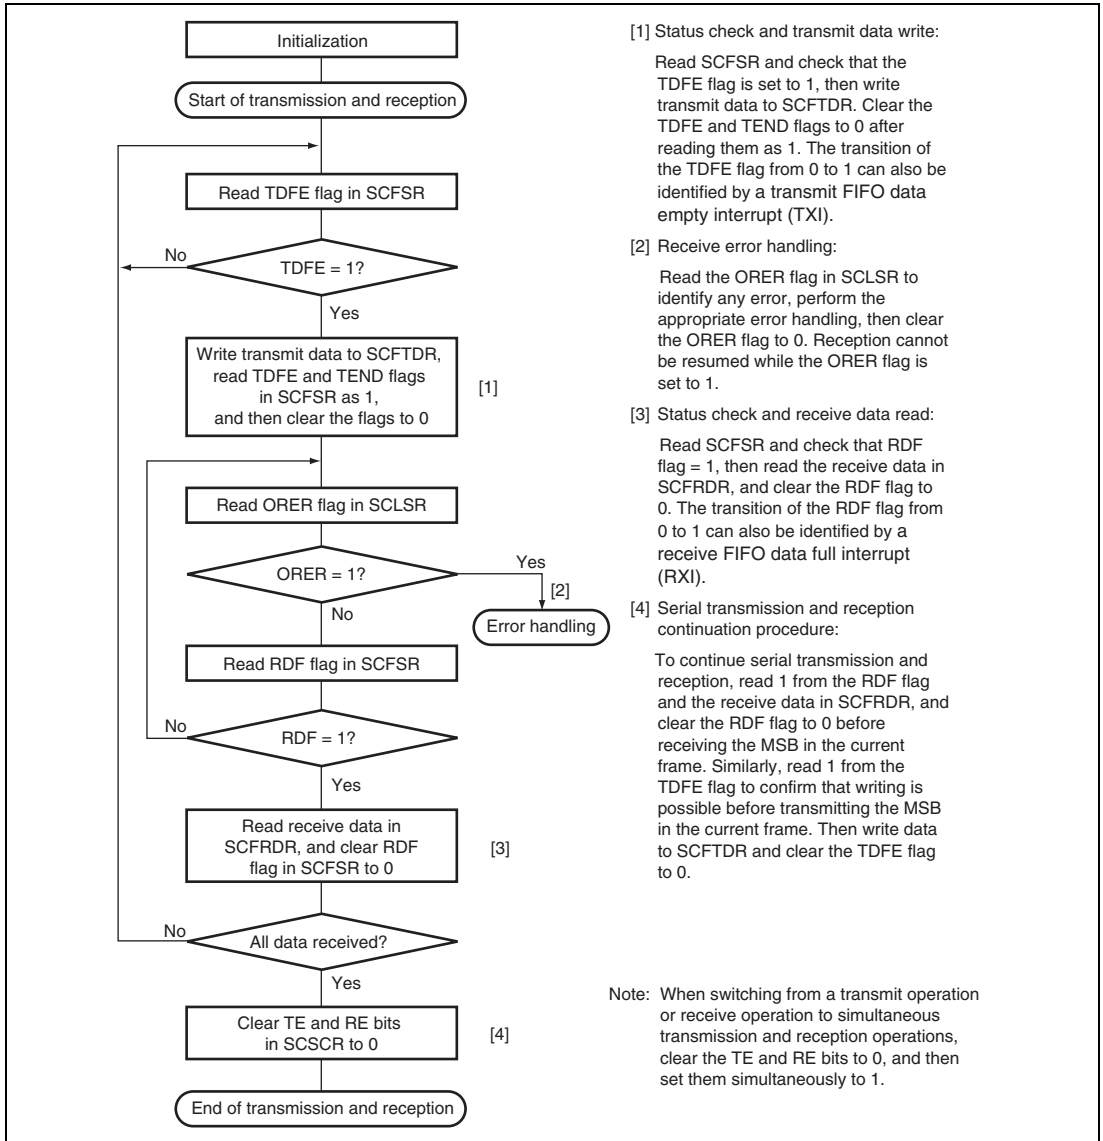 Initialization
Start of transmission and reception
Read TDFE flag in SCFSR
No
TDFE = 1?
Yes
Write transmit data to SCFTDR,
read TDFE and TEND flags
in SCFSR as 1,
and then clear the flags to 0
[1]
Read ORER flag in SCLSR
ORER = 1?
Yes
[2]
No
Error handling
Read RDF flag in SCFSR
No
RDF = 1?
Yes
Read receive data in
SCFRDR, and clear RDF
flag in SCFSR to 0
[3]
No
All data received?
Yes
Clear TE and RE bits
in SCSCR to 0
[4]
End of transmission and reception
[1] Status check and transmit data write:
Read SCFSR and check that the
TDFE flag is set to 1, then write
transmit data to SCFTDR. Clear the
TDFE and TEND flags to 0 after
reading them as 1. The transition of
the TDFE flag from 0 to 1 can also be
identified by a transmit FIFO data
empty interrupt (TXI).
[2] Receive error handling:
Read the ORER flag in SCLSR to
identify any error, perform the
appropriate error handling, then clear
the ORER flag to 0. Reception cannot
be resumed while the ORER flag is
set to 1.
[3] Status check and receive data read:
Read SCFSR and check that RDF
flag = 1, then read the receive data in
SCFRDR, and clear the RDF flag to
0. The transition of the RDF flag from
0 to 1 can also be identified by a
receive FIFO data full interrupt
(RXI).
[4] Serial transmission and reception
continuation procedure:
To continue serial transmission and
reception, read 1 from the RDF flag
and the receive data in SCFRDR, and
clear the RDF flag to 0 before
receiving the MSB in the current
frame. Similarly, read 1 from the
TDFE flag to confirm that writing is
possible before transmitting the MSB
in the current frame. Then write data
to SCFTDR and clear the TDFE flag
to 0.
Note: When switching from a transmit operation
or receive operation to simultaneous
transmission and reception operations,
clear the TE and RE bits to 0, and then
set them simultaneously to 1.